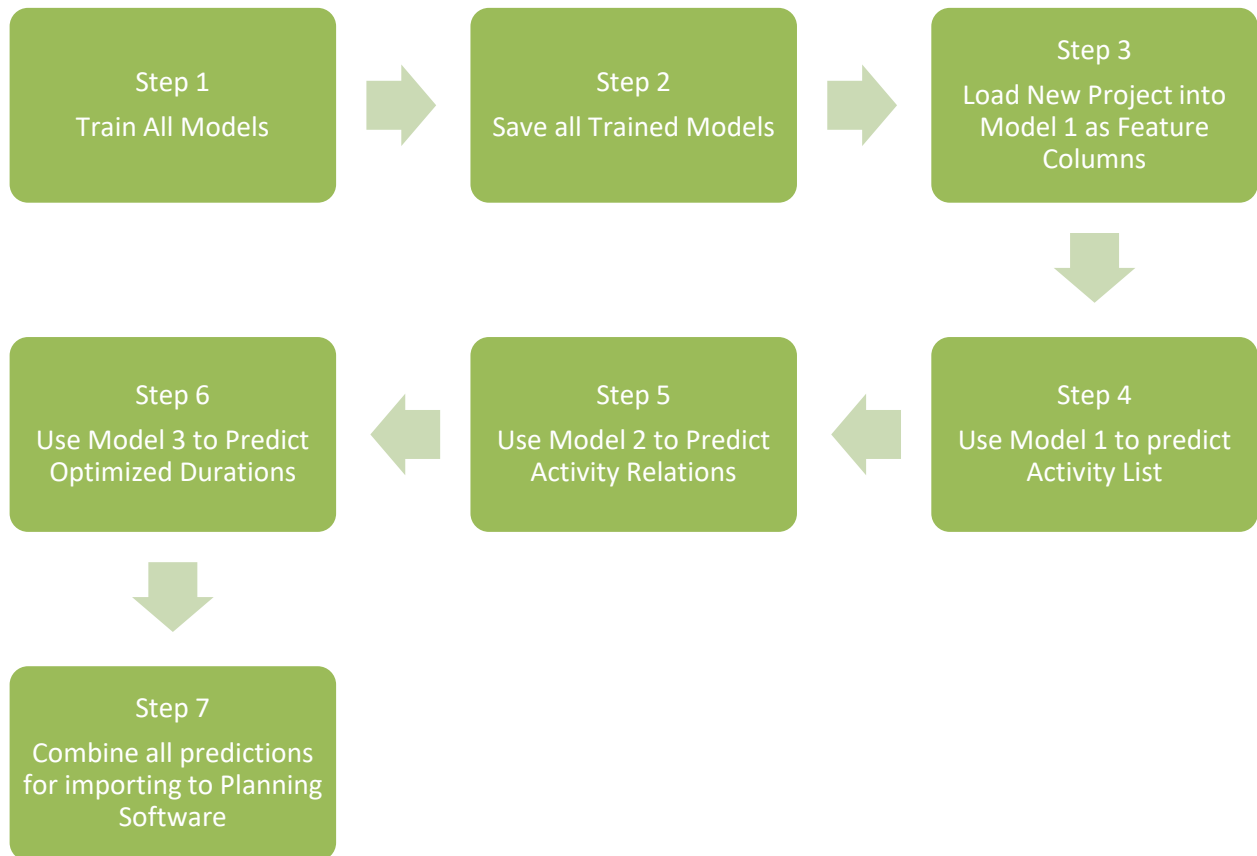 Step 1
Train All Models
Step 2
Save all Trained Models
Step 3
Load New Project into
Model 1 as Feature
Columns
Step 4
Use Model 1 to predict
Activity List
Step 5
Use Model 2 to Predict
Activity Relations
Step 6
Use Model 3 to Predict
Optimized Durations
Step 7
Combine all predictions
for importing to Planning
Software